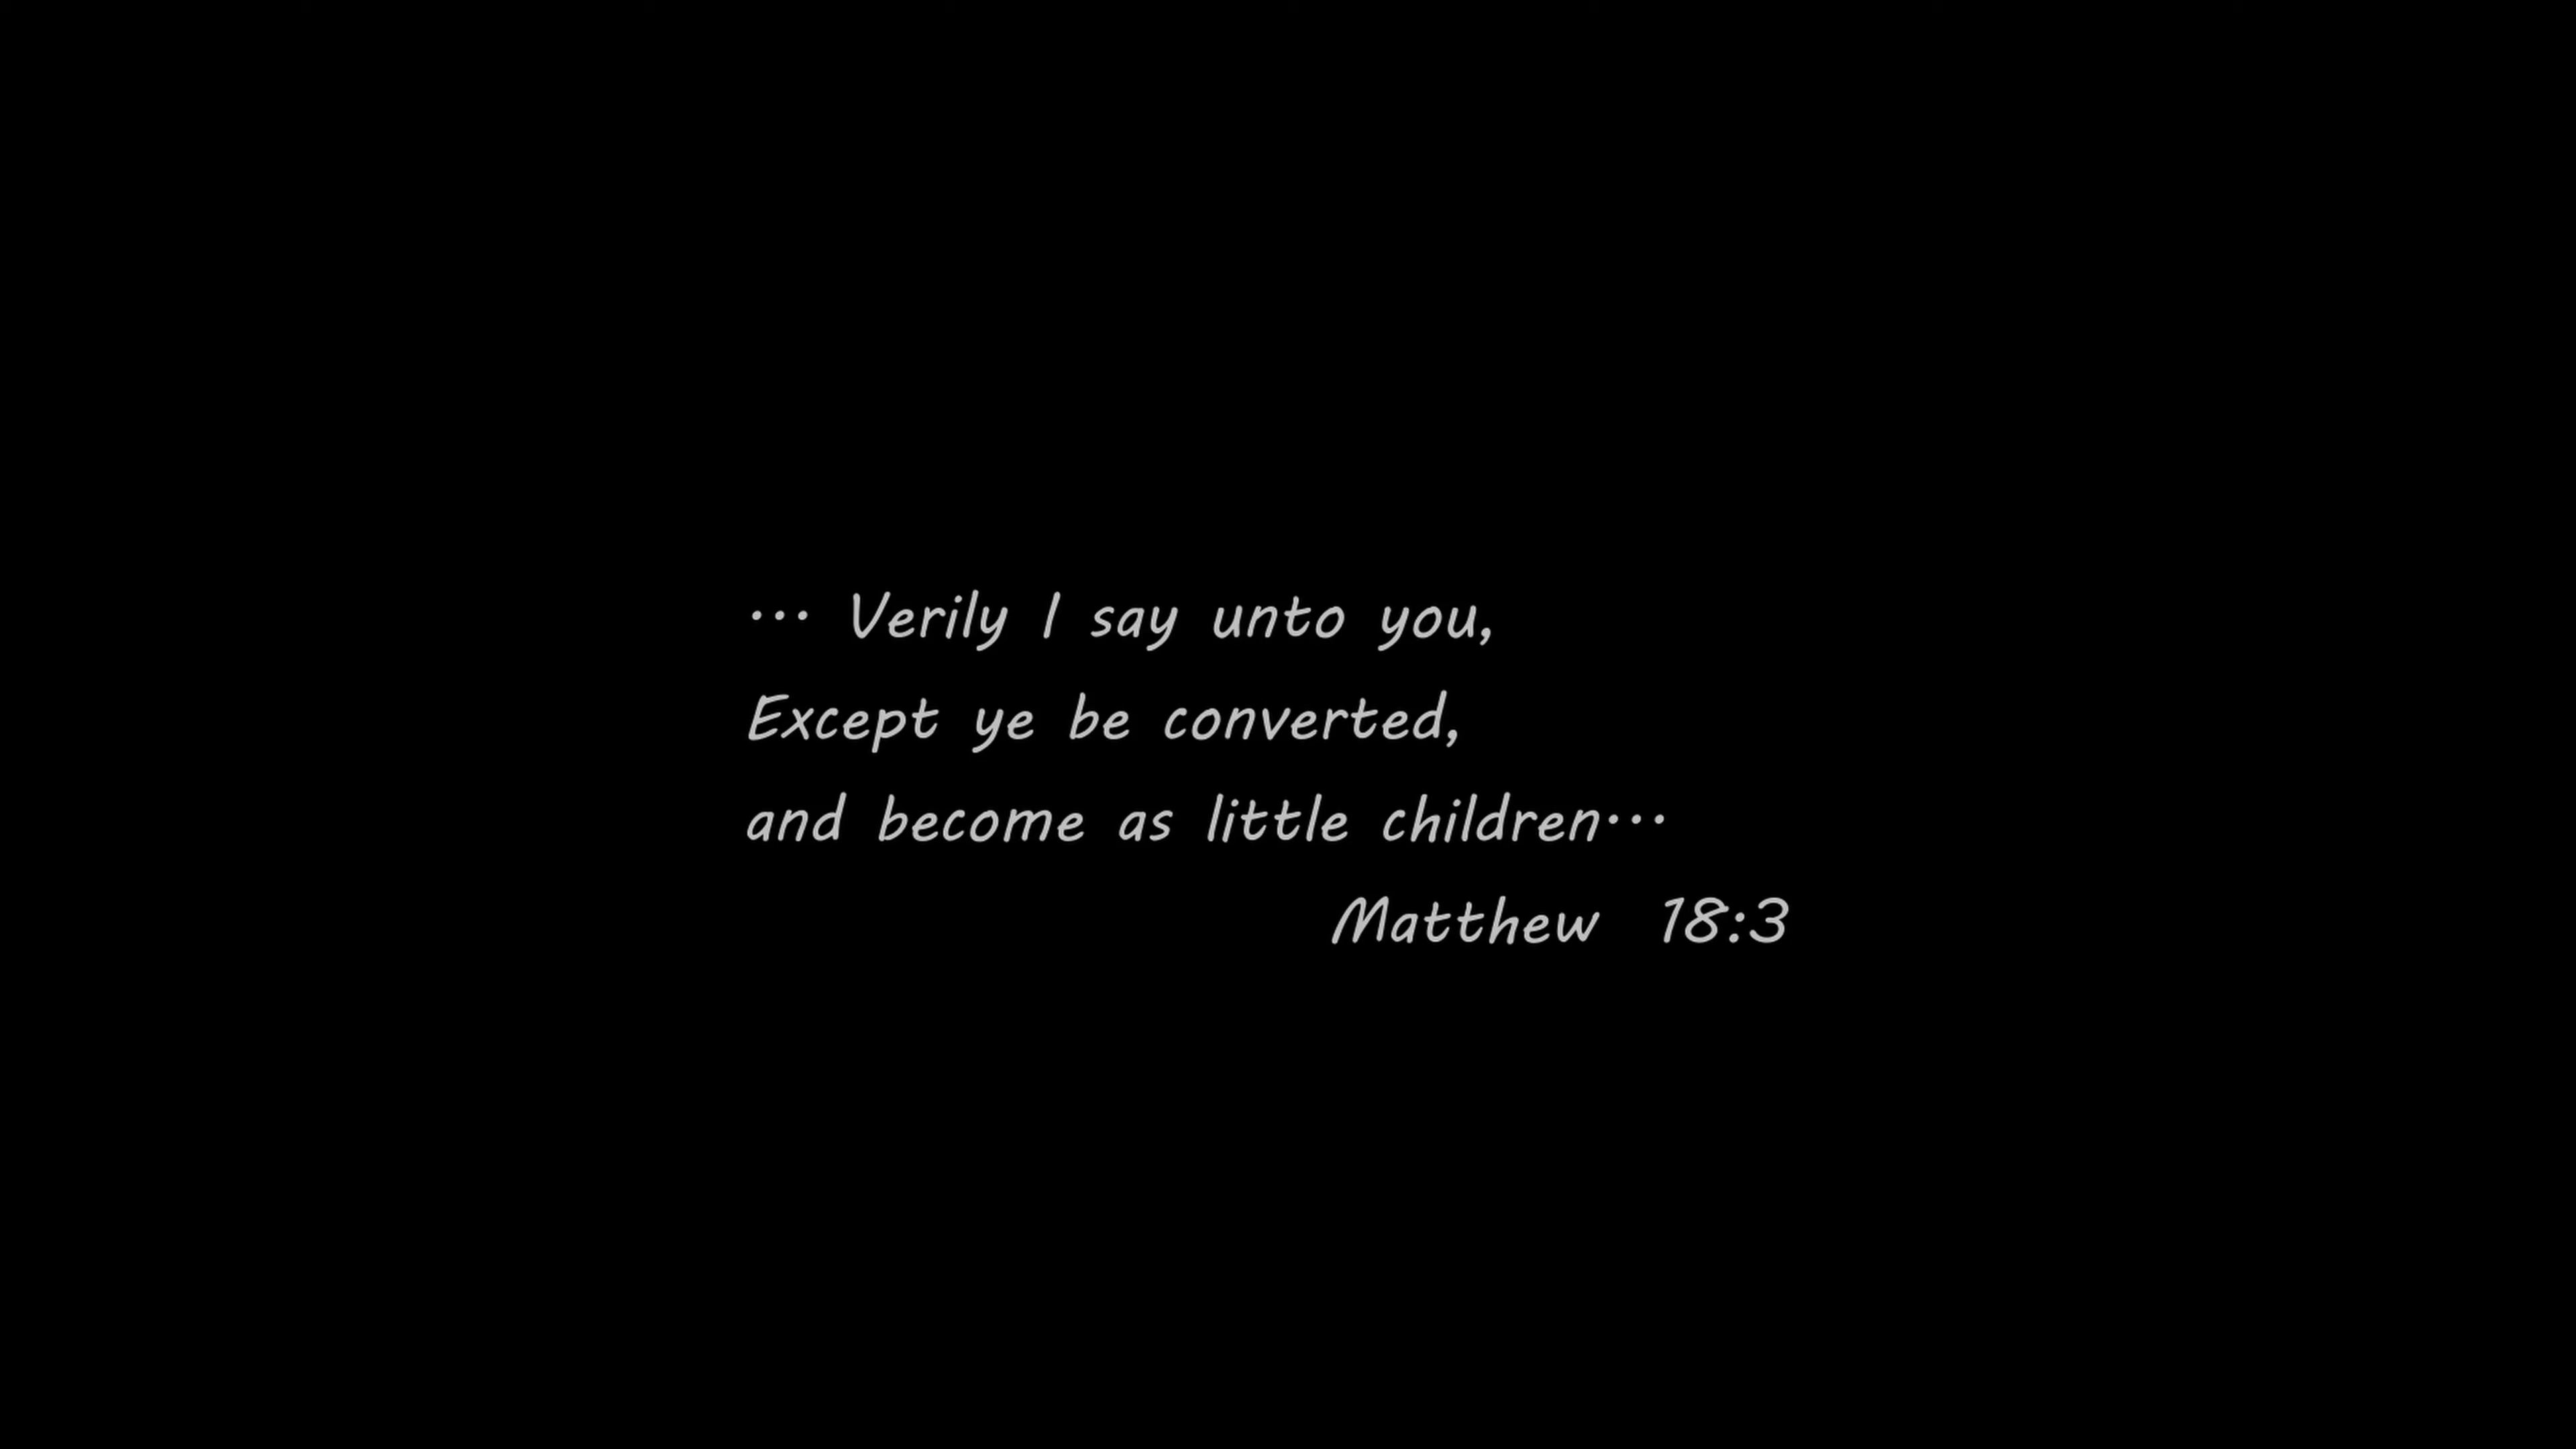 … Verily I say unto you,
Except ye be converted,
and become as little children…
Matthew 18:3